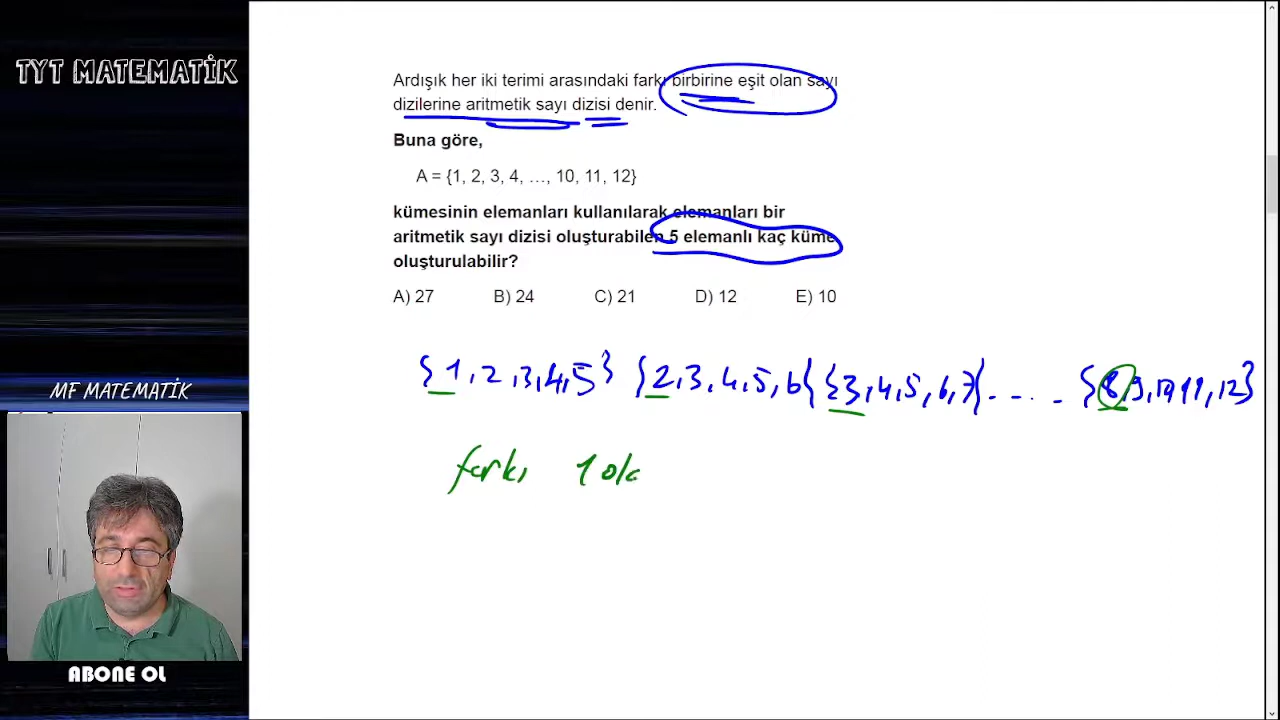 TYT MATEMATİK
Ardışık her iki terimi arasındaki farkı birbirine eşit olan sayı
dizilerine aritmetik sayı dizisi denir.
Buna göre,
A = {1, 2, 3, 4, …, 10, 11, 12}
kümesinin elemanları kullanılarak elemanları bir
aritmetik sayı dizisi oluşturabilen 5 elemanlı kaç küme
oluşturulabilir?
A) 27 B) 24 C) 21 D) 12 E) 10
{1,2,3,4,5} {2,3,4,5,6} {3,4,5,6,7} ..... {8,9,10,11,12}
farkı 1 ola
MF MATEMATİK
ABONE OL